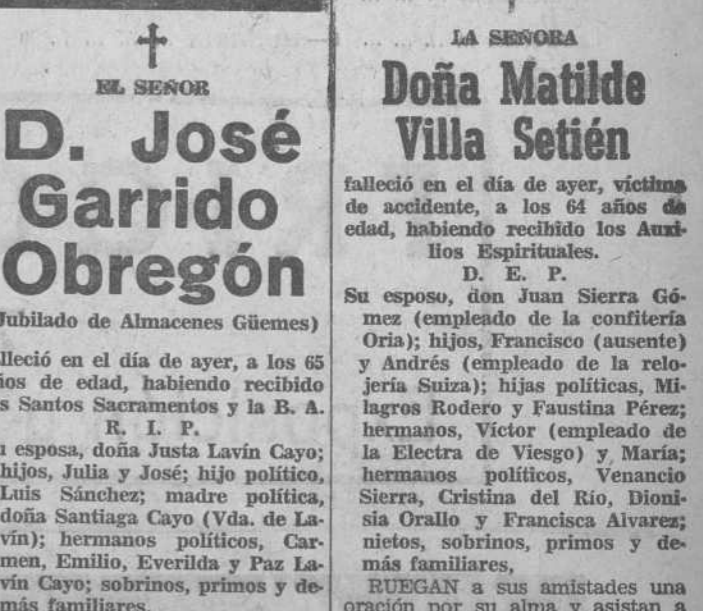 EL SEÑOR
D. José
Garrido
Obregón
Jubilado de Almacenes Güemes)
lleció en el día de ayer, a los 65
ios de edad, habiendo recibido
s Santos Sacramentos y la B. A.
R. I. P.
esposa, doña Justa Lavín Cayo;
hijos, Julia y José; hijo político,
Luis Sánchez; madre política,
doña Santiaga Cayo (Vda. de La-
vín); hermanos políticos, Car-
men, Emilio, Everilda y Paz La-
vín Cayo; sobrinos, primos y de-
más familiares.
LA SEÑORA
Doña Matilde
Villa Setién
falleció en el día de ayer, víctima
de accidente, a los 64 años de
edad, habiendo recibido los Auxi-
lios Espirituales.
D. E. P.
Su esposo, don Juan Sierra Gó-
mez (empleado de la confitería
Oria); hijos, Francisco (ausente)
y Andrés (empleado de la relo-
jería Suiza); hijas políticas, Mi-
lagros Rodero y Faustina Pérez;
hermanos, Víctor (empleado de
la Electra de Viesgo) y María;
hermanos políticos, Venancio
Sierra, Cristina del Río, Dioni-
sia Orallo y Francisca Alvarez;
nietos, sobrinos, primos y de-
más familiares,
RUEGAN a sus amistades una
oración por su alma y asistan a